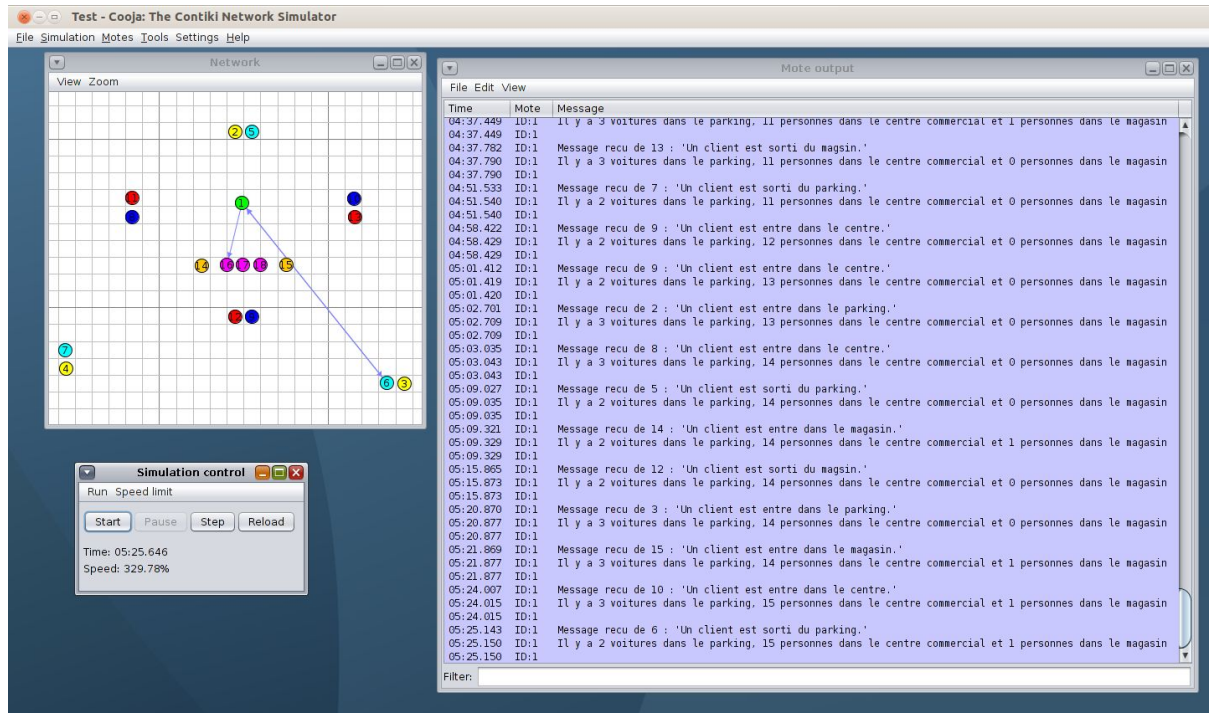 Test - Cooja: The Contiki Network Simulator
File Simulation Motes Tools Settings Help
Network
View Zoom
2 5
11
1
13
14 16 17 18 15
7
4
6 3
Simulation control
Run Speed limit
Start Pause Step Reload
Time: 05:25.646
Speed: 329.78%
Mote output
File Edit View
Time Mote Message
04:37.449 ID:1 Il y a 3 voitures dans le parking, 11 personnes dans le centre commercial et 1 personnes dans le magasin
04:37.449 ID:1
04:37.782 ID:1 Message recu de 13 : 'Un client est sorti du magsin.'
04:37.790 ID:1 Il y a 3 voitures dans le parking, 11 personnes dans le centre commercial et 0 personnes dans le magasin
04:37.790 ID:1
04:51.533 ID:1 Message recu de 7 : 'Un client est sorti du parking.'
04:51.540 ID:1 Il y a 2 voitures dans le parking, 11 personnes dans le centre commercial et 0 personnes dans le magasin
04:51.540 ID:1
04:58.422 ID:1 Message recu de 9 : 'Un client est entre dans le centre.'
04:58.429 ID:1 Il y a 2 voitures dans le parking, 12 personnes dans le centre commercial et 0 personnes dans le magasin
04:58.429 ID:1
05:01.412 ID:1 Message recu de 9 : 'Un client est entre dans le centre.'
05:01.419 ID:1 Il y a 2 voitures dans le parking, 13 personnes dans le centre commercial et 0 personnes dans le magasin
05:01.420 ID:1
05:02.701 ID:1 Message recu de 2 : 'Un client est entre dans le parking.'
05:02.709 ID:1 Il y a 3 voitures dans le parking, 13 personnes dans le centre commercial et 0 personnes dans le magasin
05:02.709 ID:1
05:03.035 ID:1 Message recu de 8 : 'Un client est entre dans le centre.'
05:03.043 ID:1 Il y a 3 voitures dans le parking, 14 personnes dans le centre commercial et 0 personnes dans le magasin
05:03.043 ID:1
05:09.027 ID:1 Message recu de 5 : 'Un client est sorti du parking.'
05:09.035 ID:1 Il y a 2 voitures dans le parking, 14 personnes dans le centre commercial et 0 personnes dans le magasin
05:09.035 ID:1
05:09.321 ID:1 Message recu de 14 : 'Un client est entre dans le magasin.'
05:09.329 ID:1 Il y a 2 voitures dans le parking, 14 personnes dans le centre commercial et 1 personnes dans le magasin
05:09.329 ID:1
05:15.865 ID:1 Message recu de 12 : 'Un client est sorti du magsin.'
05:15.873 ID:1 Il y a 2 voitures dans le parking, 14 personnes dans le centre commercial et 0 personnes dans le magasin
05:15.873 ID:1
05:20.870 ID:1 Message recu de 3 : 'Un client est entre dans le parking.'
05:20.877 ID:1 Il y a 3 voitures dans le parking, 14 personnes dans le centre commercial et 0 personnes dans le magasin
05:20.877 ID:1
05:21.869 ID:1 Message recu de 15 : 'Un client est entre dans le magasin.'
05:21.877 ID:1 Il y a 3 voitures dans le parking, 14 personnes dans le centre commercial et 1 personnes dans le magasin
05:21.877 ID:1
05:24.007 ID:1 Message recu de 10 : 'Un client est entre dans le centre.'
05:24.015 ID:1 Il y a 3 voitures dans le parking, 15 personnes dans le centre commercial et 1 personnes dans le magasin
05:24.015 ID:1
05:25.143 ID:1 Message recu de 6 : 'Un client est sorti du parking.'
05:25.150 ID:1 Il y a 2 voitures dans le parking, 15 personnes dans le centre commercial et 1 personnes dans le magasin
05:25.150 ID:1
Filter: